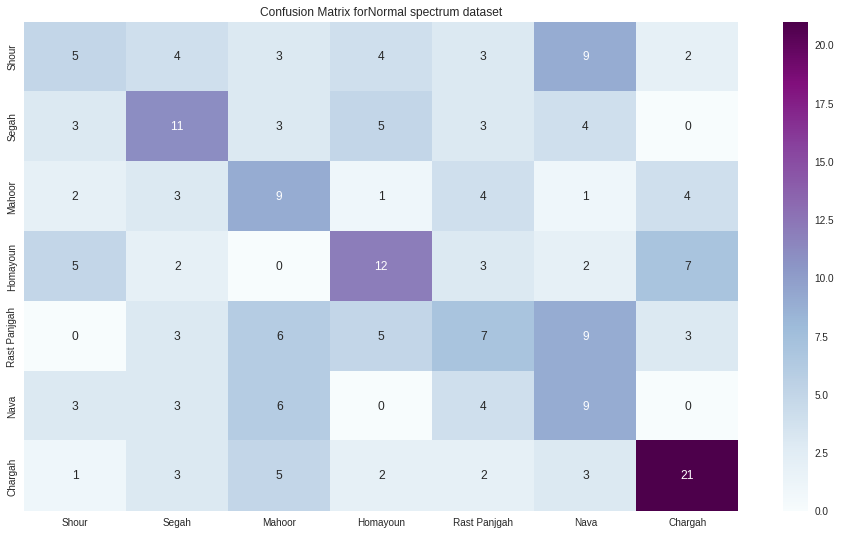 Confusion Matrix forNormal spectrum dataset
Shour 5 4 3 4 3 9 2
Segah 3 11 3 5 3 4 0
Mahoor 2 3 9 1 4 1 4
Homayoun 5 2 0 12 3 2 7
Rast Panjgah 0 3 6 5 7 9 3
Nava 3 3 6 0 4 9 0
Chargah 1 3 5 2 2 3 21
Shour Segah Mahoor Homayoun Rast Panjgah Nava Chargah
20.0
17.5
15.0
12.5
10.0
7.5
5.0
2.5
0.0